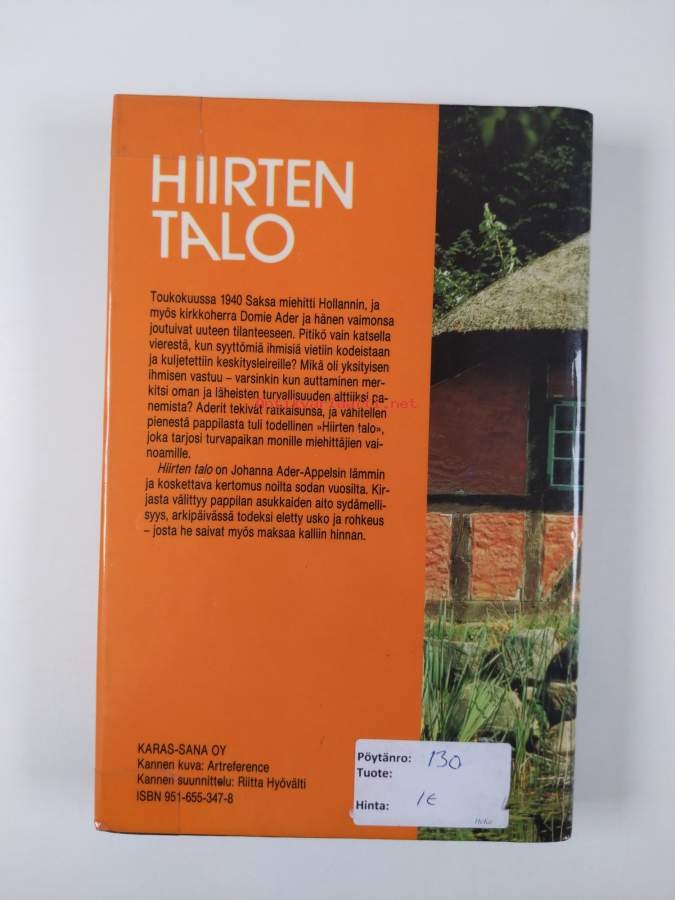 HIIRTEN
TALO
Toukokuussa 1940 Saksa miehitti Hollannin, ja
myös kirkkoherra Domie Ader ja hänen vaimonsa
joutuivat uuteen tilanteeseen. Pitikö vain katsella
vierestä, kun syyttömiä ihmisiä vietiin kodeistaan
ja kuljetettiin keskitysleireille? Mikä oli yksityisen
ihmisen vastuu – varsinkin kun auttaminen mer-
kitsi oman ja läheisten turvallisuuden alttiiksi pa-
nemista? Aderit tekivät ratkaisunsa, ja vähitellen
pienestä pappilasta tuli todellinen »Hiirten talo»,
joka tarjosi turvapaikan monille miehittäjien vai-
noamille.
Hiirten talo on Johanna Ader-Appelsin lämmin
ja koskettava kertomus noilta sodan vuosilta. Kir-
jasta välittyy pappilan asukkaiden aito sydämelli-
syys, arkipäivässä todeksi eletty usko ja rohkeus
– josta he saivat myös maksaa kalliin hinnan.
KARAS-SANA OY
Kannen kuva: Artreference
Kannen suunnittelu: Riitta Hyövälti
ISBN 951-655-347-8
Pöytänro: 130
Tuote:
Hinta: 1€
HeKa